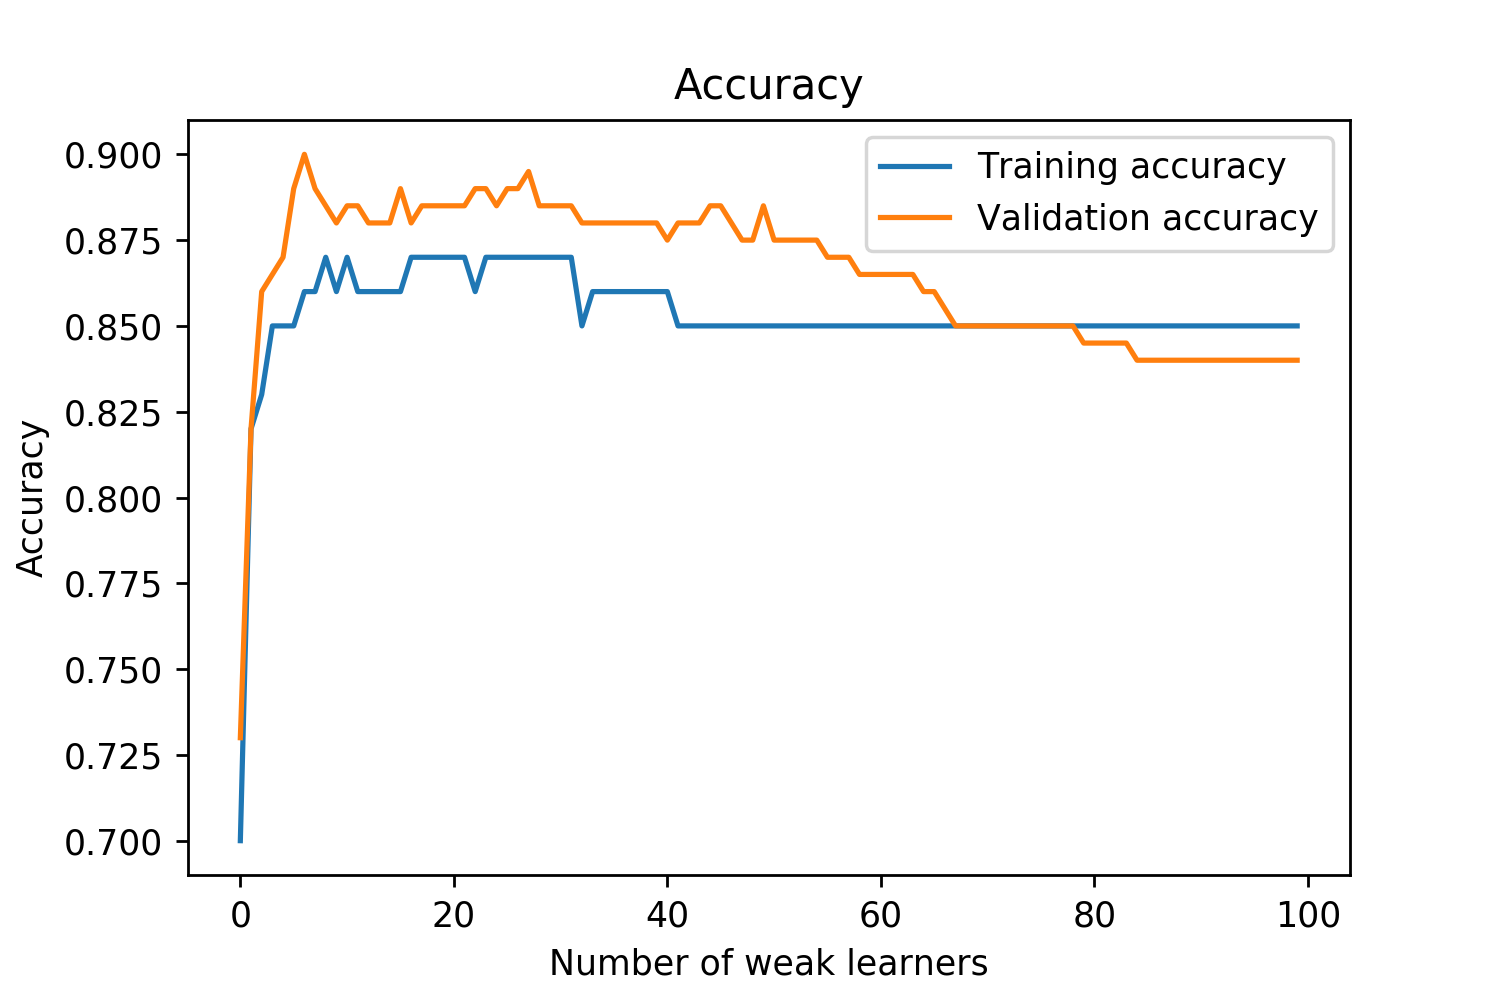 Accuracy
Training accuracy
Validation accuracy
0.900
0.875
0.850
0.825
0.800
0.775
0.750
0.725
0.700
Accuracy
0 20 40 60 80 100
Number of weak learners